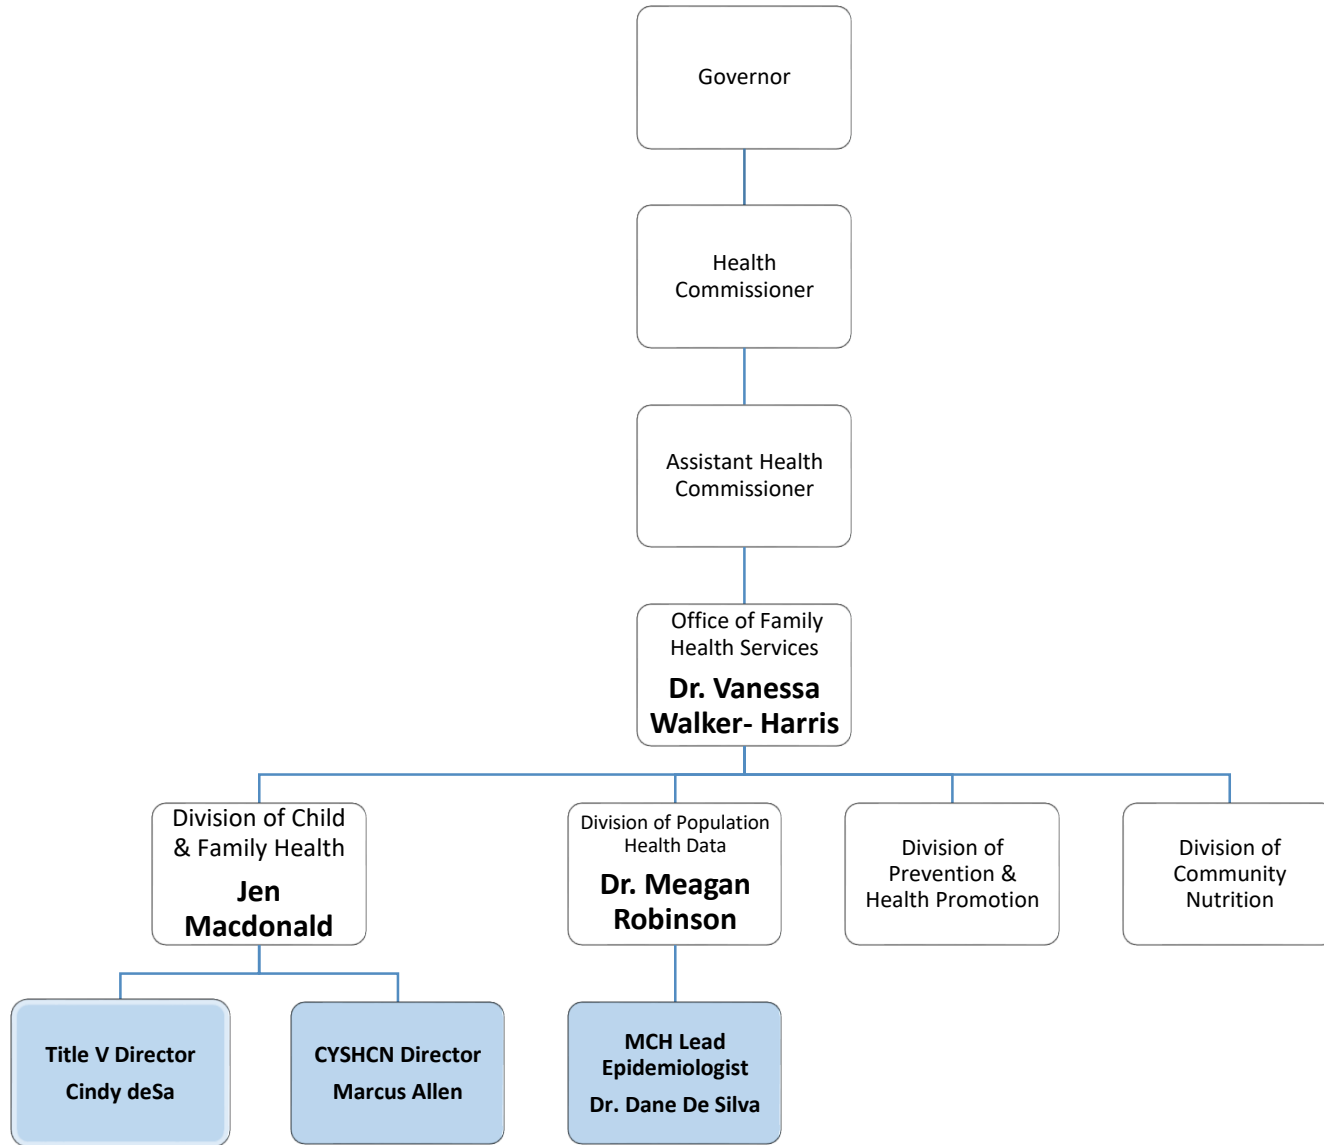 Governor
Health
Commissioner
Assistant Health
Commissioner
Office of Family
Health Services
Dr. Vanessa
Walker- Harris
Division of Child
& Family Health
Jen
Macdonald
Division of Population
Health Data
Dr. Meagan
Robinson
Division of
Prevention &
Health Promotion
Division of
Community
Nutrition
Title V Director
Cindy deSa
CYSHCN Director
Marcus Allen
MCH Lead
Epidemiologist
Dr. Dane De Silva